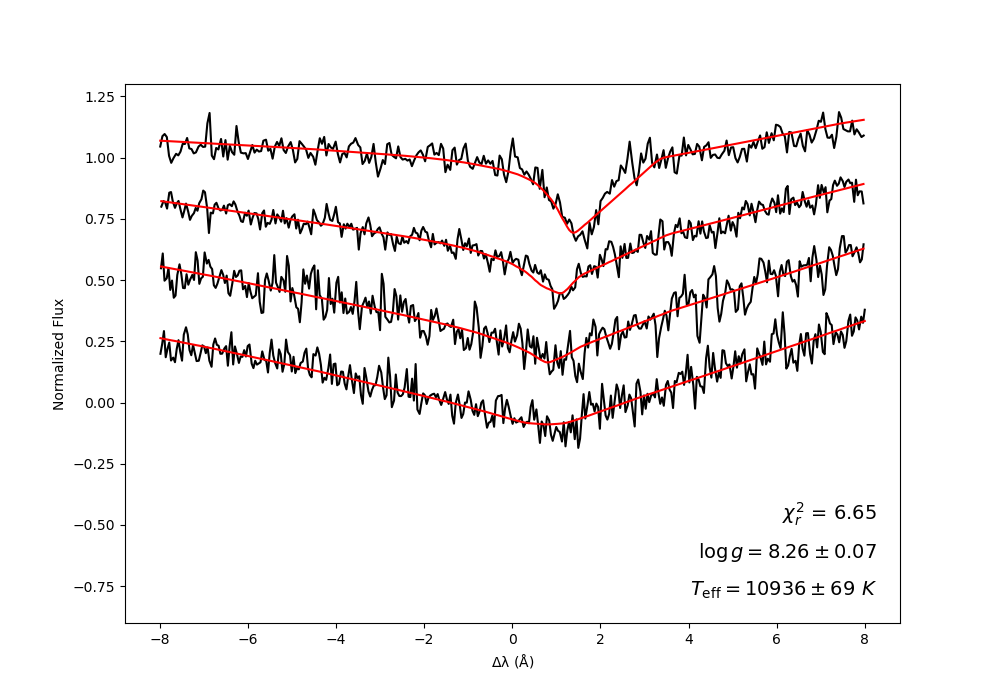 1.25
1.00
0.75
0.50
0.25
0.00
−0.25
−0.50
−0.75
Normalized Flux
χ²ᵣ = 6.65
log g = 8.26 ± 0.07
T_eff = 10936 ± 69 K
−8 −6 −4 −2 0 2 4 6 8
Δλ (Å)